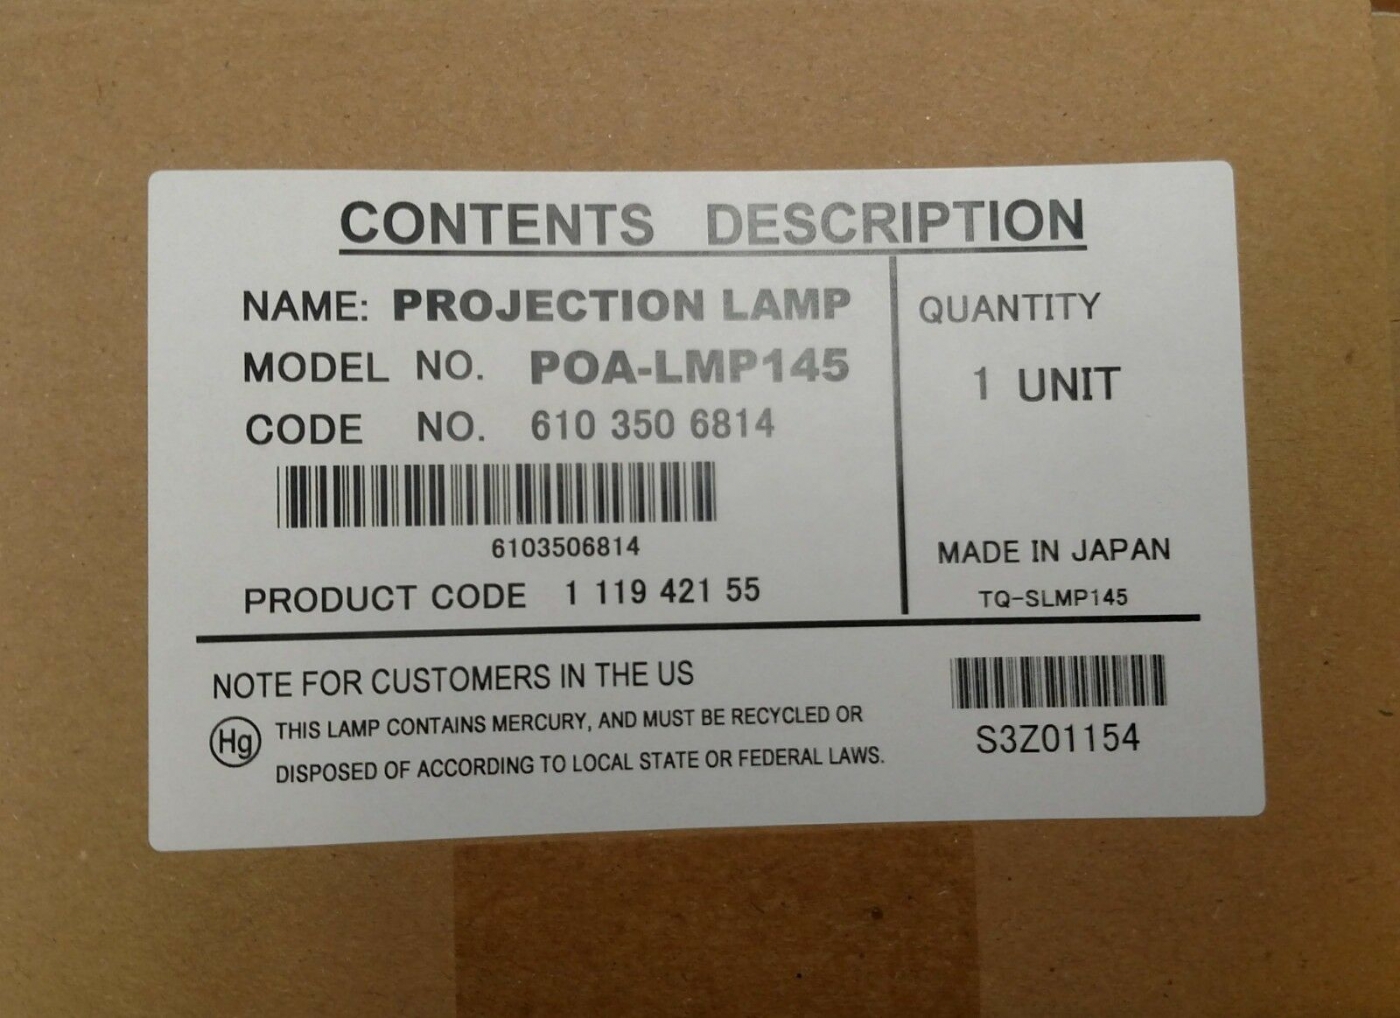 CONTENTS DESCRIPTION
NAME: PROJECTION LAMP
MODEL NO. POA-LMP145
CODE NO. 610 350 6814
6103506814
PRODUCT CODE 1 119 421 55
QUANTITY
1 UNIT
MADE IN JAPAN
TQ-SLMP145
NOTE FOR CUSTOMERS IN THE US
Hg THIS LAMP CONTAINS MERCURY, AND MUST BE RECYCLED OR
DISPOSED OF ACCORDING TO LOCAL STATE OR FEDERAL LAWS.
S3Z01154